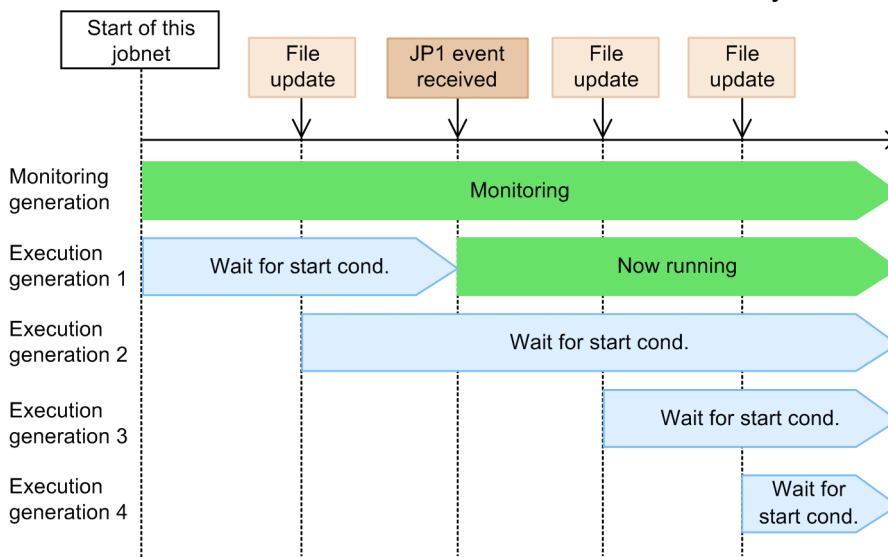 Start of this
jobnet
File
update
JP1 event
received
File
update
File
update
Monitoring
generation
Monitoring
Execution
generation 1
Wait for start cond.
Now running
Execution
generation 2
Wait for start cond.
Execution
generation 3
Wait for start cond.
Execution
generation 4
Wait for
start cond.